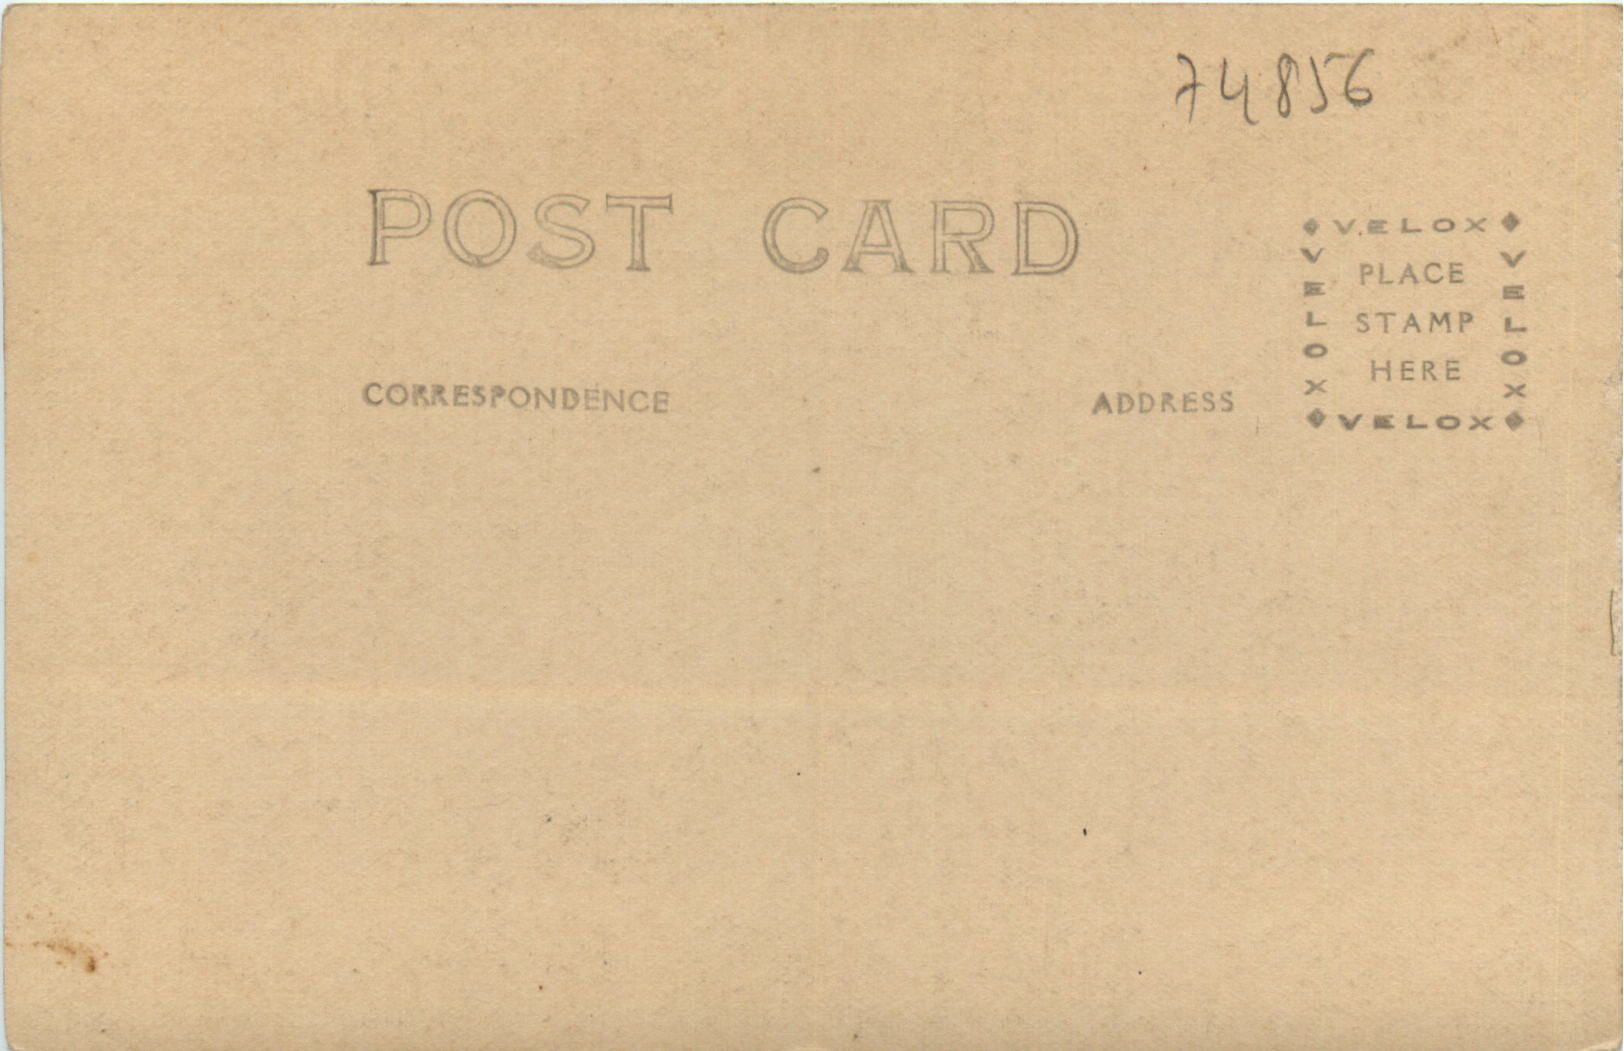 74856
POST CARD
VELOX
VELOX
PLACE
STAMP
HERE
VELOX
VELOX
CORRESPONDENCE
ADDRESS